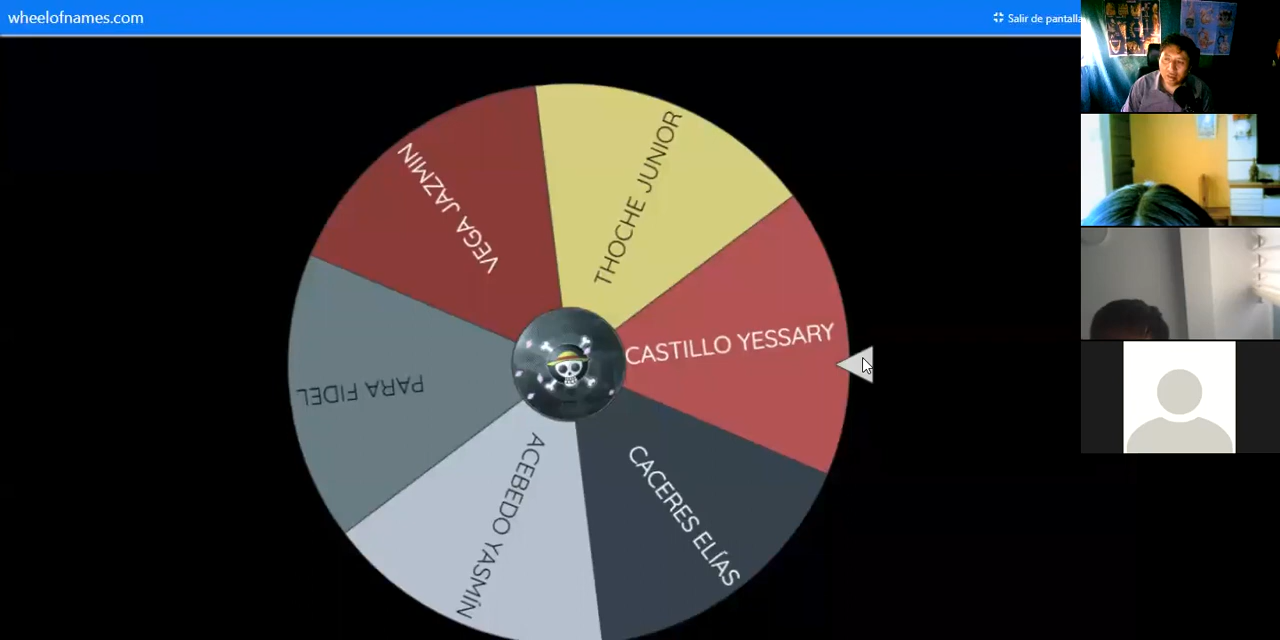 wheelofnames.com
Salir de pantalla
THOCHE JUNIOR
VEGA JAZMIN
CASTILLO YESSARY
PARA FIDEL
ACEBEDO YASMÍN
CACERES ELÍAS